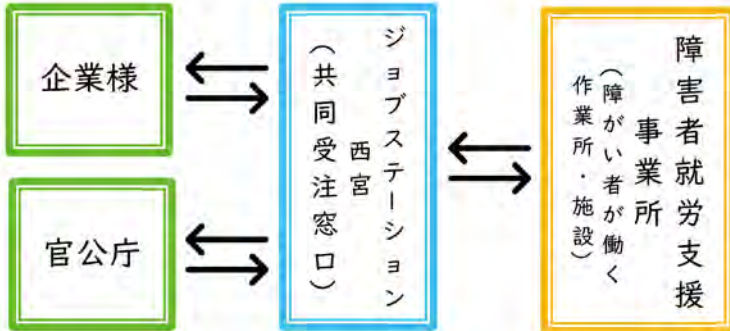 企業様
官公庁
ジョブステーション
西宮
（共同受注窓口）
障害者就労支援
事業所
（障がい者が働く
作業所・施設）